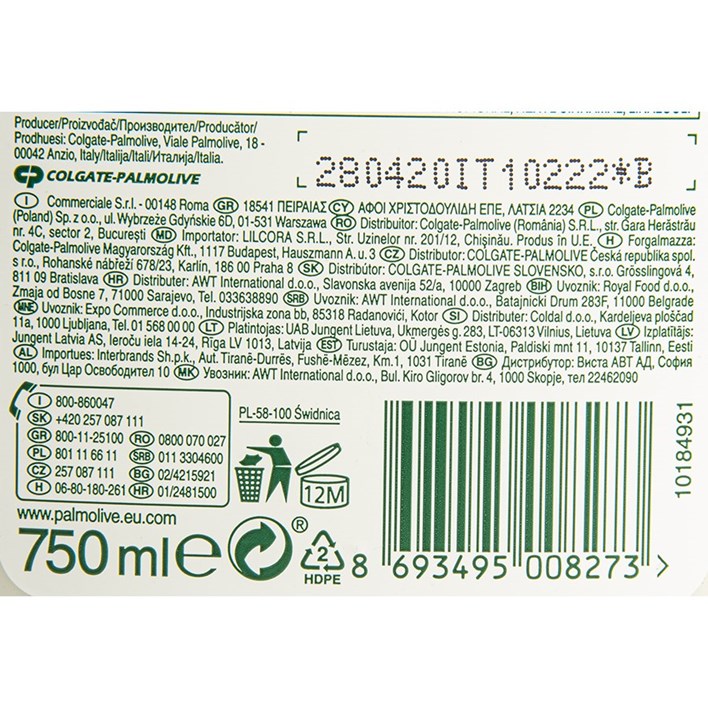 Producer/Proizvođač/Производител/Producător/
Prodhuesi: Colgate-Palmolive, Viale Palmolive, 18 -
00042 Anzio, Italy/Italija/Itali/Италија/Italia.
280420IT10222*B
CP COLGATE-PALMOLIVE
I Commerciale S.r.l. - 00148 Roma GR 18541 ΠΕΙΡΑΙΑΣ CY ΑΦΟΙ ΧΡΙΣΤΟΔΟΥΛΙΔΗ ΕΠΕ, ΛΑΤΣΙΑ 2234 PL Colgate-Palmolive
(Poland) Sp. z o.o., ul. Wybrzeże Gdyńskie 6D, 01-531 Warszawa RO Distribuitor: Colgate-Palmolive (România) S.R.L., str. Gara Herăstrău
nr. 4C, sector 2, București MD Importator: LILCORA S.R.L., Str. Uzinelor nr. 201/12, Chișinău. Produs în U.E. H Forgalmazza:
Colgate-Palmolive Magyarország Kft., 1117 Budapest, Hauszmann A. u. 3 CZ Distributor: COLGATE-PALMOLIVE Česká republika spol.
s r.o., Rohanské nábřeží 678/23, Karlín, 186 00 Praha 8 SK Distribútor: COLGATE-PALMOLIVE SLOVENSKO, s.r.o., Grösslingová 4,
811 09 Bratislava HR Distributer: AWT International d.o.o., Slavonska avenija 52/a, 10000 Zagreb BIH Uvoznik: Royal Food d.o.o.,
Zmaja od Bosne 7, 71000 Sarajevo, Tel. 033638890 SRB Uvoznik: AWT International d.o.o., Batajnicki Drum 283F, 11000 Belgrade
MNE Uvoznik: Expo Commerce d.o.o., Industrijska zona bb, 85318 Radanovići, Kotor SI Distributer: Coldal d.o.o., Kardeljeva ploščad
11a, 1000 Ljubljana, Tel. 01 568 00 00 LT Platintojas: UAB Jungent Lietuva, Ukmergės g. 283, LT-06313 Vilnius, Lietuva LV Izplatītājs:
Jungent Latvia AS, Ieroču iela 14-24, Rīga LV 1013, Latvija EST Turustaja: OÜ Jungent Estonia, Paldiski mnt 11, 10137 Tallinn, Eesti
AL Importues: Interbrands Sh.p.k., Aut. Tiranë-Durrës, Fushë-Mëzez, Km.1, 1031 Tiranë BG Дистрибутор: Виста АВТ АД, София
1000, бул Цар Освободител 10 MK Увозник: AWT International d.o.o., Bul. Kiro Gligorov br. 4, 1000 Skopje, тел 22462090
I 800-860047
SK +420 257 087 111
GR 800-11-25100 RO 0800 070 027
PL 801 11 66 11 SRB 011 3304600
CZ 257 087 111 BG 02/4215921
H 06-80-180-261 HR 01/2481500
PL-58-100 Świdnica
12M
10184931
www.palmolive.eu.com
750 ml e
®
2
HDPE
8 693495 008273 >